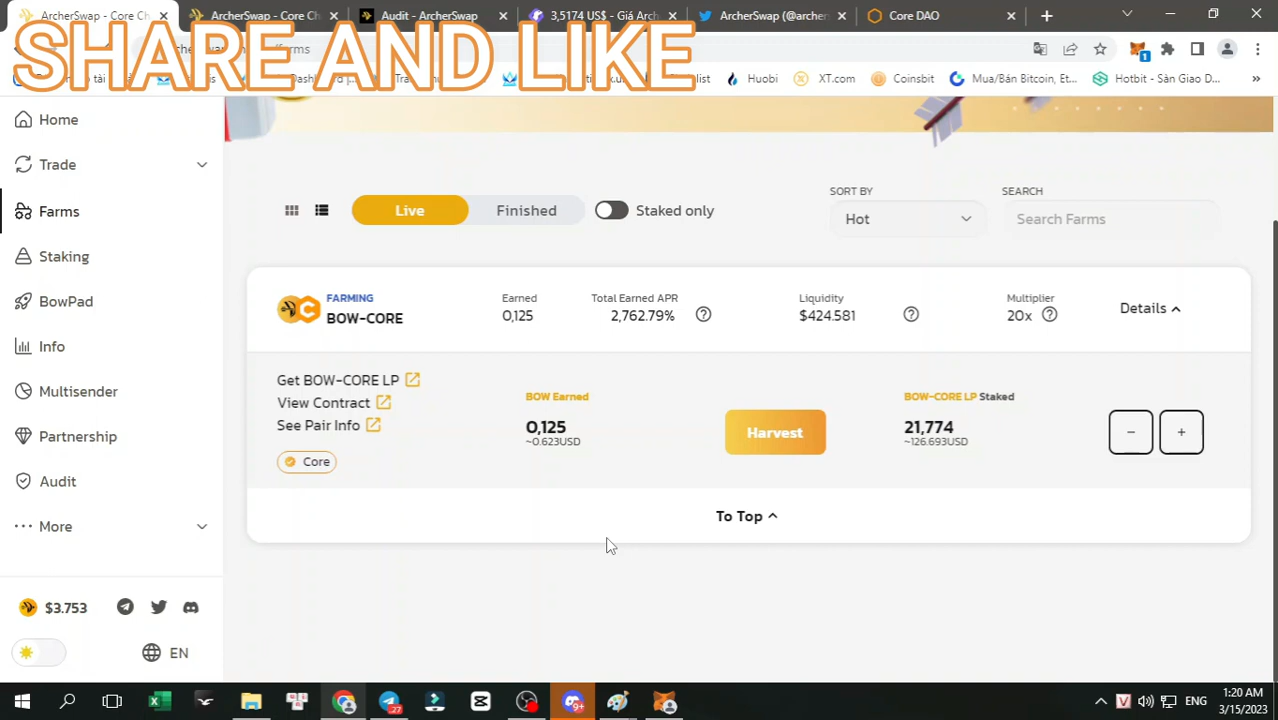 ArcherSwap - Core Ch
ArcherSwap - Core Ch
Audit - ArcherSwap
3,5174 US$ - Giá Arch
ArcherSwap (@archer
Core DAO
SHARE AND LIKE
/farms
1
Huobi
XT.com
Coinsbit
Mua/Bán Bitcoin, Et...
Hotbit - Sàn Giao D...
»
Home
Trade
Farms
Staking
BowPad
Info
Multisender
Partnership
Audit
More
$3.753
EN
Live
Finished
Staked only
SORT BY
Hot
SEARCH
Search Farms
FARMING
BOW-CORE
Earned
0,125
Total Earned APR
2,762.79%
Liquidity
$424.581
Multiplier
20x
Details
Get BOW-CORE LP
View Contract
See Pair Info
Core
BOW Earned
0,125
~0.623USD
Harvest
BOW-CORE LP Staked
21,774
~126.693USD
−
+
To Top
27
9+
ENG
1:20 AM
3/15/2023